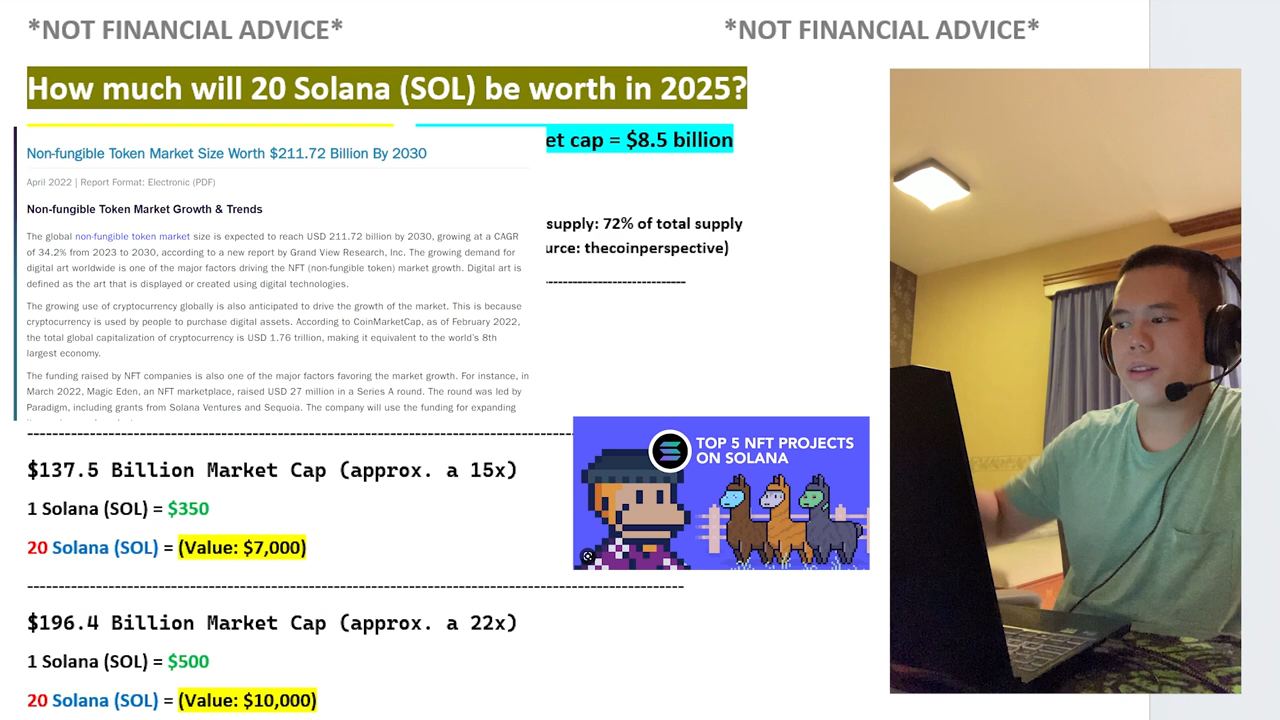 *NOT FINANCIAL ADVICE*
*NOT FINANCIAL ADVICE*
How much will 20 Solana (SOL) be worth in 2025?
et cap = $8.5 billion
Non-fungible Token Market Size Worth $211.72 Billion By 2030
April 2022 | Report Format: Electronic (PDF)
Non-fungible Token Market Growth & Trends
The global non-fungible token market size is expected to reach USD 211.72 billion by 2030, growing at a CAGR
of 34.2% from 2023 to 2030, according to a new report by Grand View Research, Inc. The growing demand for
digital art worldwide is one of the major factors driving the NFT (non-fungible token) market growth. Digital art is
defined as the art that is displayed or created using digital technologies.
The growing use of cryptocurrency globally is also anticipated to drive the growth of the market. This is because
cryptocurrency is used by people to purchase digital assets. According to CoinMarketCap, as of February 2022,
the total global capitalization of cryptocurrency is USD 1.76 trillion, making it equivalent to the world's 8th
largest economy.
The funding raised by NFT companies is also one of the major factors favoring the market growth. For instance, in
March 2022, Magic Eden, an NFT marketplace, raised USD 27 million in a Series A round. The round was led by
Paradigm, including grants from Solana Ventures and Sequoia. The company will use the funding for expanding
supply: 72% of total supply
urce: thecoinperspective)
---------------------------
TOP 5 NFT PROJECTS
ON SOLANA
$137.5 Billion Market Cap (approx. a 15x)
1 Solana (SOL) = $350
20 Solana (SOL) = (Value: $7,000)
$196.4 Billion Market Cap (approx. a 22x)
1 Solana (SOL) = $500
20 Solana (SOL) = (Value: $10,000)